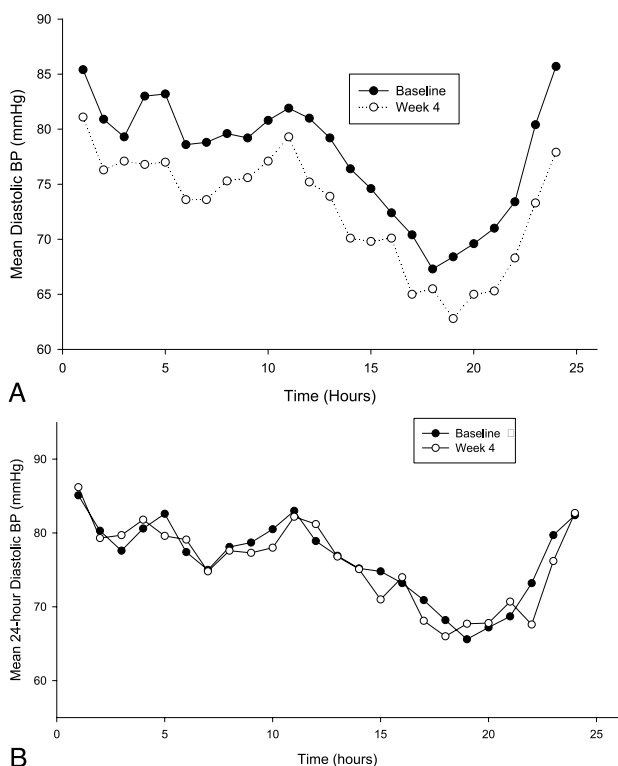 90
85
80
75
70
65
60
Mean Diastolic BP (mmHg)
Baseline
Week 4
0 5 10 15 20 25
Time (Hours)
A
90
80
70
60
Mean 24-hour Diastolic BP (mmHg)
Baseline
Week 4
0 5 10 15 20 25
Time (hours)
B